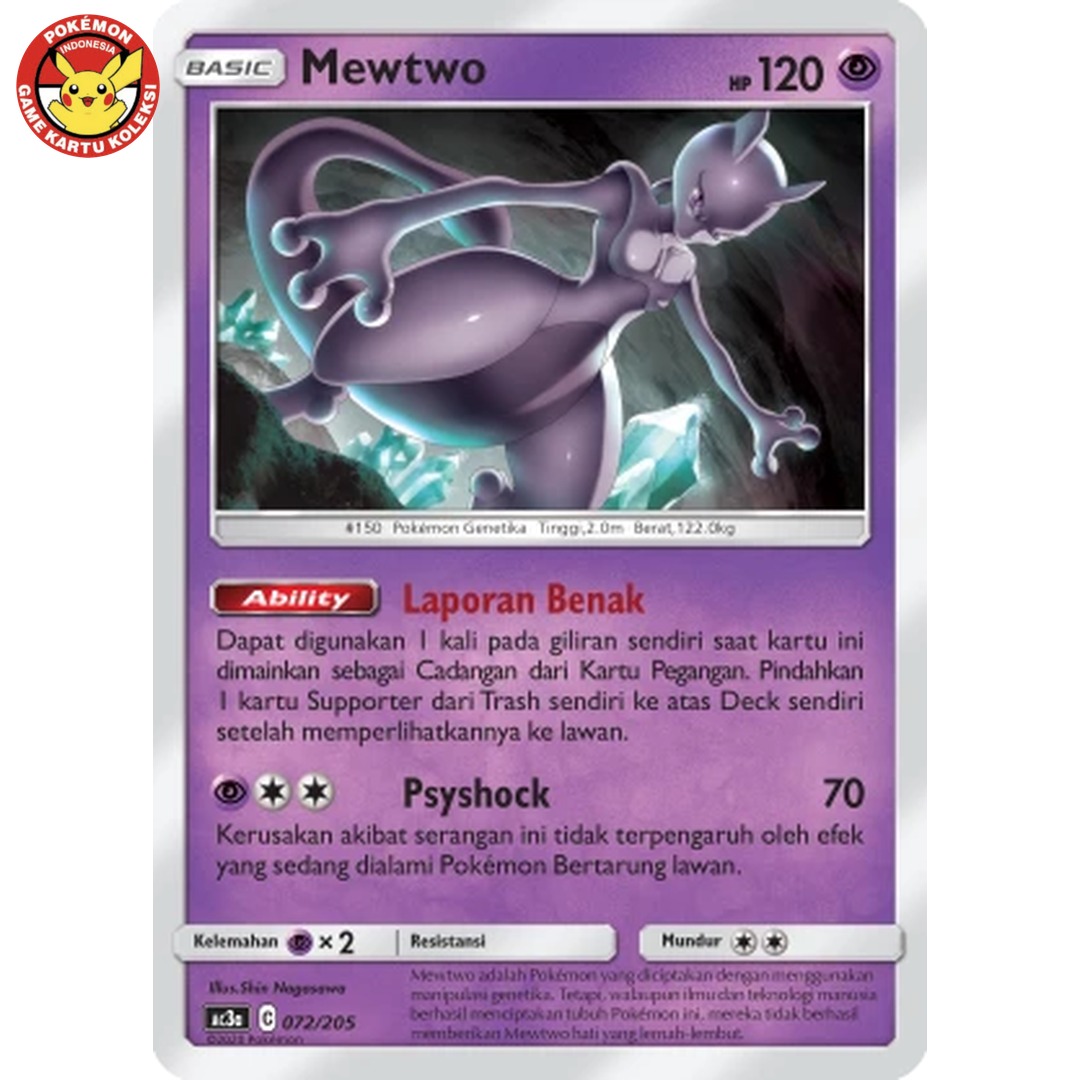 POKÉMON
INDONESIA
GAME KARTU KOLEKSI
BASIC Mewtwo HP 120
#150 Pokémon Genetika Tinggi,2.0m Berat,122.0kg
Ability Laporan Benak
Dapat digunakan 1 kali pada giliran sendiri saat kartu ini
dimainkan sebagai Cadangan dari Kartu Pegangan. Pindahkan
1 kartu Supporter dari Trash sendiri ke atas Deck sendiri
setelah memperlihatkannya ke lawan.
Psyshock 70
Kerusakan akibat serangan ini tidak terpengaruh oleh efek
yang sedang dialami Pokémon Bertarung lawan.
Kelemahan ×2 Resistansi Mundur
Illus.Shin Nagasawa
Mewtwo adalah Pokémon yang diciptakan dengan menggunakan
manipulasi genetika. Tetapi, walaupun ilmu dan teknologi manusia
berhasil menciptakan tubuh Pokémon ini, mereka tidak berhasil
memberikan Mewtwo hati yang lemah-lembut.
C 072/205
Pokémon